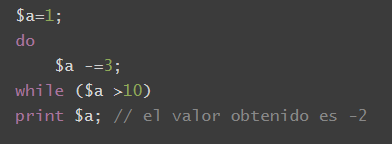 $a=1;
do
$a -=3;
while ($a >10)
print $a; // el valor obtenido es -2